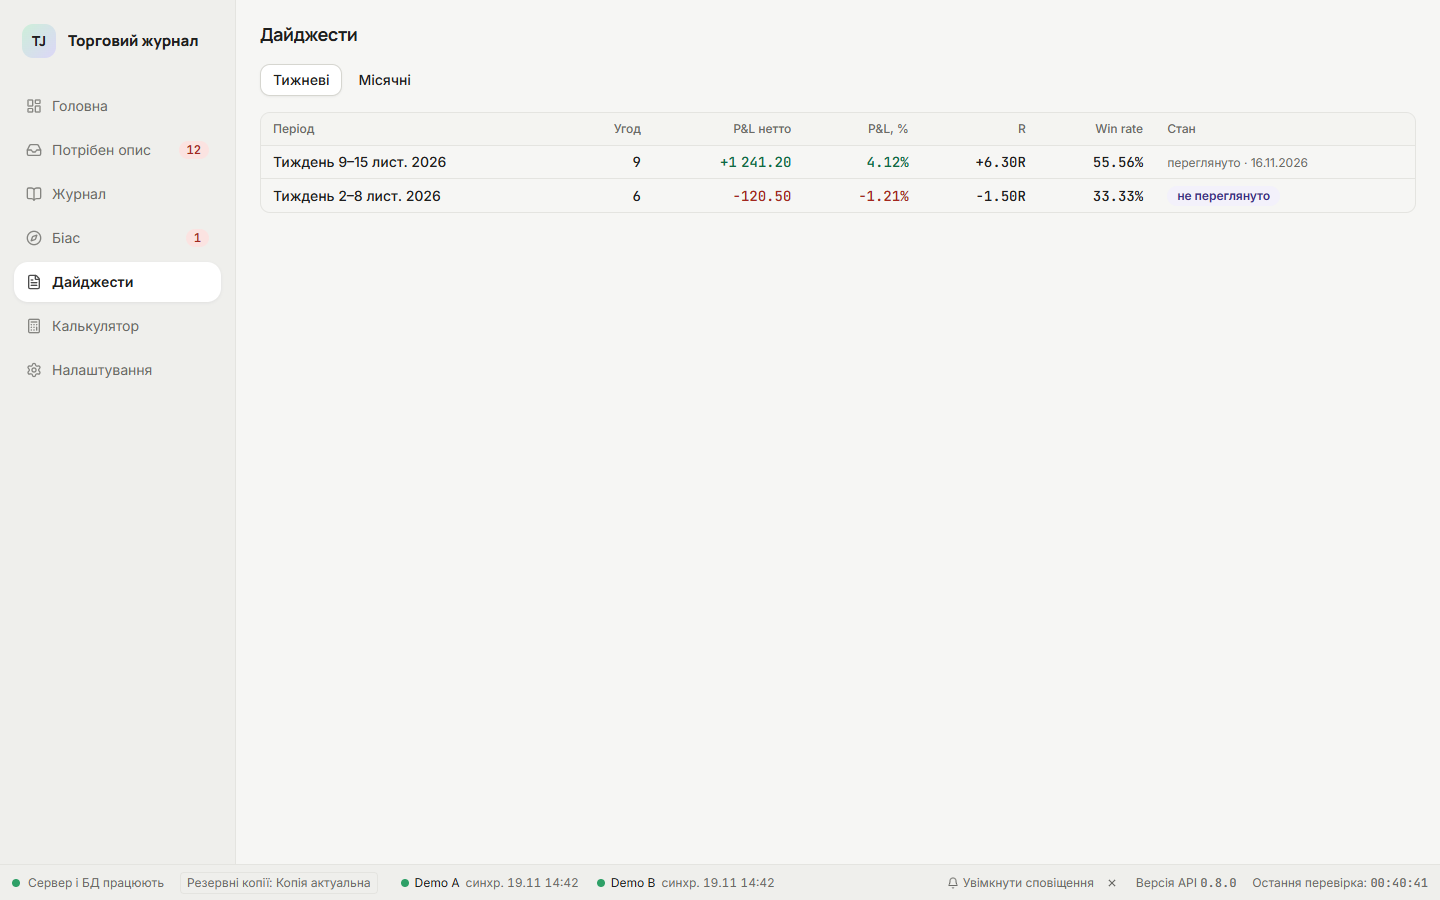 TJ Торговий журнал
Головна
Потрібен опис 12
Журнал
Біас 1
Дайджести
Калькулятор
Налаштування
Дайджести
Тижневі Місячні
Період Угод P&L нетто P&L, % R Win rate Стан
Тиждень 9–15 лист. 2026 9 +1 241.20 4.12% +6.30R 55.56% переглянуто · 16.11.2026
Тиждень 2–8 лист. 2026 6 -120.50 -1.21% -1.50R 33.33% не переглянуто
Сервер і БД працюють Резервні копії: Копія актуальна Demo A синхр. 19.11 14:42 Demo B синхр. 19.11 14:42 Увімкнути сповіщення × Версія API 0.8.0 Остання перевірка: 00:40:41